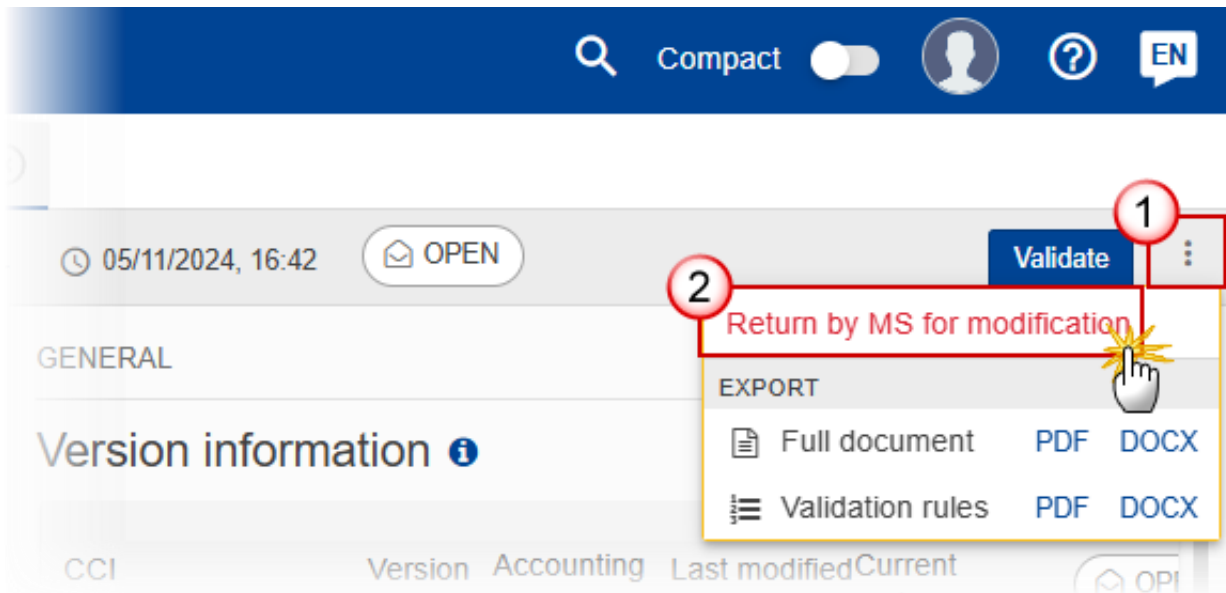 Compact
EN
1
05/11/2024, 16:42 OPEN Validate
2
Return by MS for modification
GENERAL
EXPORT
Full document PDF DOCX
Version information
Validation rules PDF DOCX
CCI Version Accounting Last modified Current